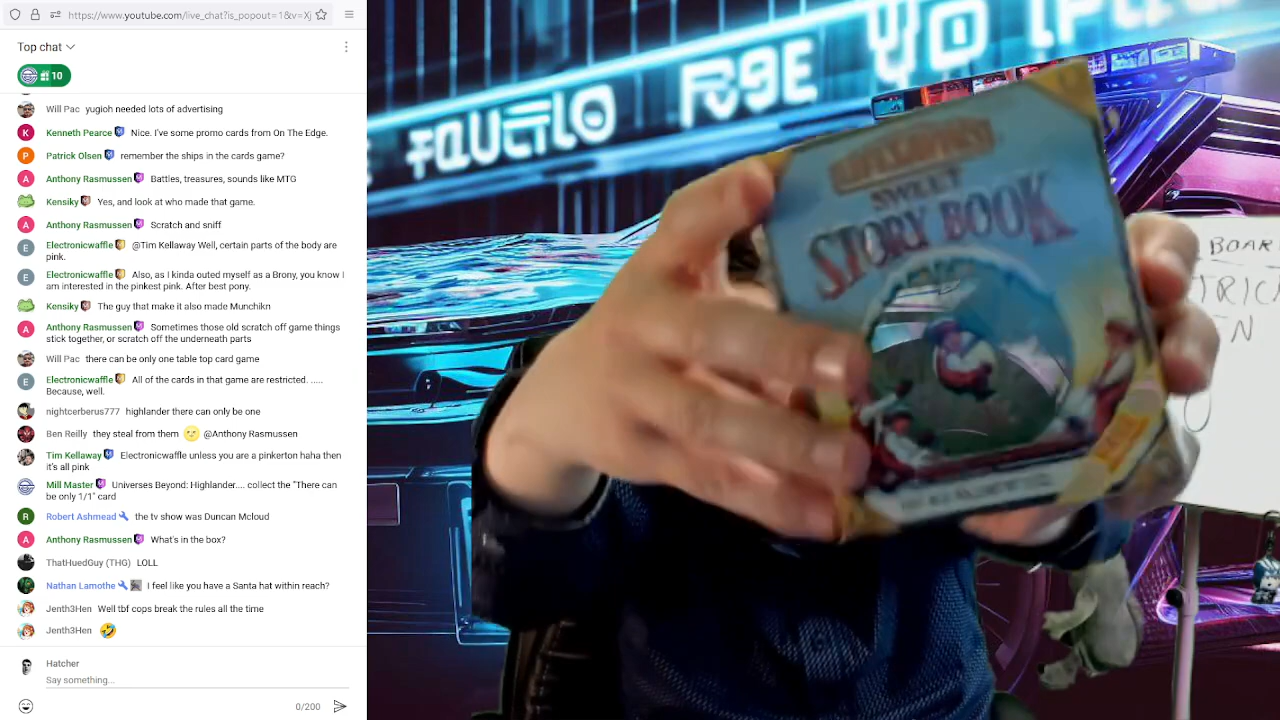 https://www.youtube.com/live_chat?is_popout=1&v=Xj
Top chat
10
Will Pac yugioh needed lots of advertising
Kenneth Pearce Nice. I've some promo cards from On The Edge.
Patrick Olsen remember the ships in the cards game?
Anthony Rasmussen Battles, treasures, sounds like MTG
Kensiky Yes, and look at who made that game.
Anthony Rasmussen Scratch and sniff
Electronicwaffle @Tim Kellaway Well, certain parts of the body are
pink.
Electronicwaffle Also, as I kinda outed myself as a Brony, you know I
am interested in the pinkest pink. After best pony.
Kensiky The guy that make it also made Munchikn
Anthony Rasmussen Sometimes those old scratch off game things
stick together, or scratch off the underneath parts
Will Pac there can be only one table top card game
Electronicwaffle All of the cards in that game are restricted. .....
Because, well.
nightcerberus777 highlander there can only be one
Ben Reilly they steal from them @Anthony Rasmussen
Tim Kellaway Electronicwaffle unless you are a pinkerton haha then
it's all pink
Mill Master Universes Beyond: Highlander.... collect the "There can
be only 1/1" card
Robert Ashmead the tv show was Duncan Mcloud
Anthony Rasmussen What's in the box?
ThatHuedGuy (THG) LOLL
Nathan Lamothe I feel like you have a Santa hat within reach?
Jenth3Hen Well tbf cops break the rules all the time
Jenth3Hen
Hatcher
Say something...
0/200
SWEET
STORY BOOK
BOAR
TRICA
N